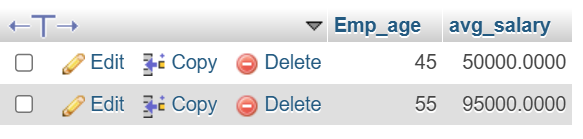 Emp_age avg_salary
Edit Copy Delete 45 50000.0000
Edit Copy Delete 55 95000.0000